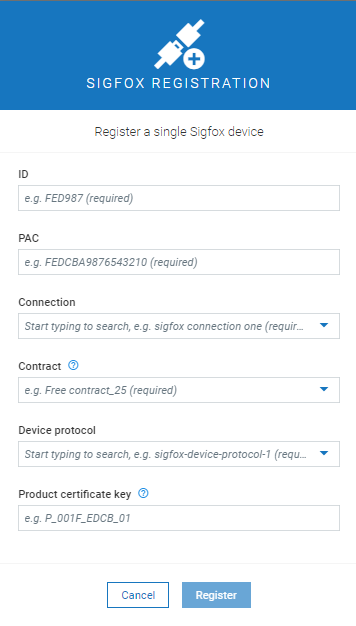 SIGFOX REGISTRATION
Register a single Sigfox device
ID
e.g. FED987 (required)
PAC
e.g. FEDCBA9876543210 (required)
Connection
Start typing to search, e.g. sigfox connection one (requir...
Contract
e.g. Free contract_25 (required)
Device protocol
Start typing to search, e.g. sigfox-device-protocol-1 (requ...
Product certificate key
e.g. P_001F_EDCB_01
Cancel Register